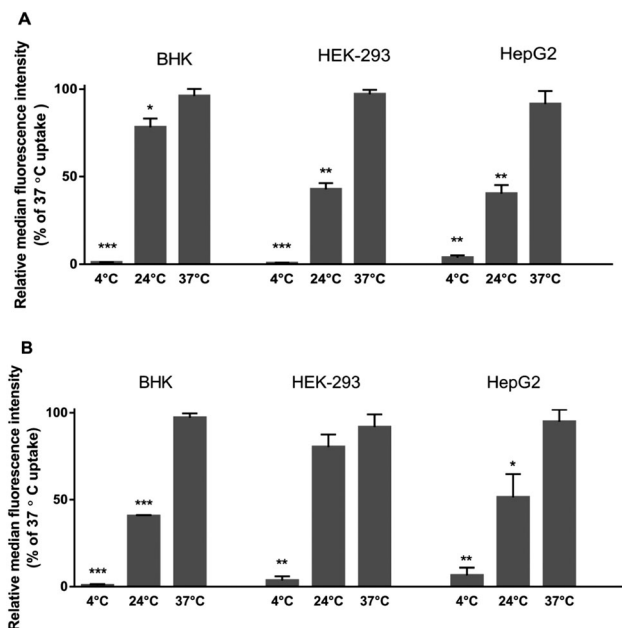 A
BHK
HEK-293
HepG2
Relative median fluorescence intensity
(% of 37 °C uptake )
100
50
0
*
**
**
***
***
**
4°C 24°C 37°C 4°C 24°C 37°C 4°C 24°C 37°C
B
BHK
HEK-293
HepG2
Relative median fluorescence intensity
(% of 37 ° C uptake)
100
50
0
***
*
***
**
**
4°C 24°C 37°C 4°C 24°C 37°C 4°C 24°C 37°C